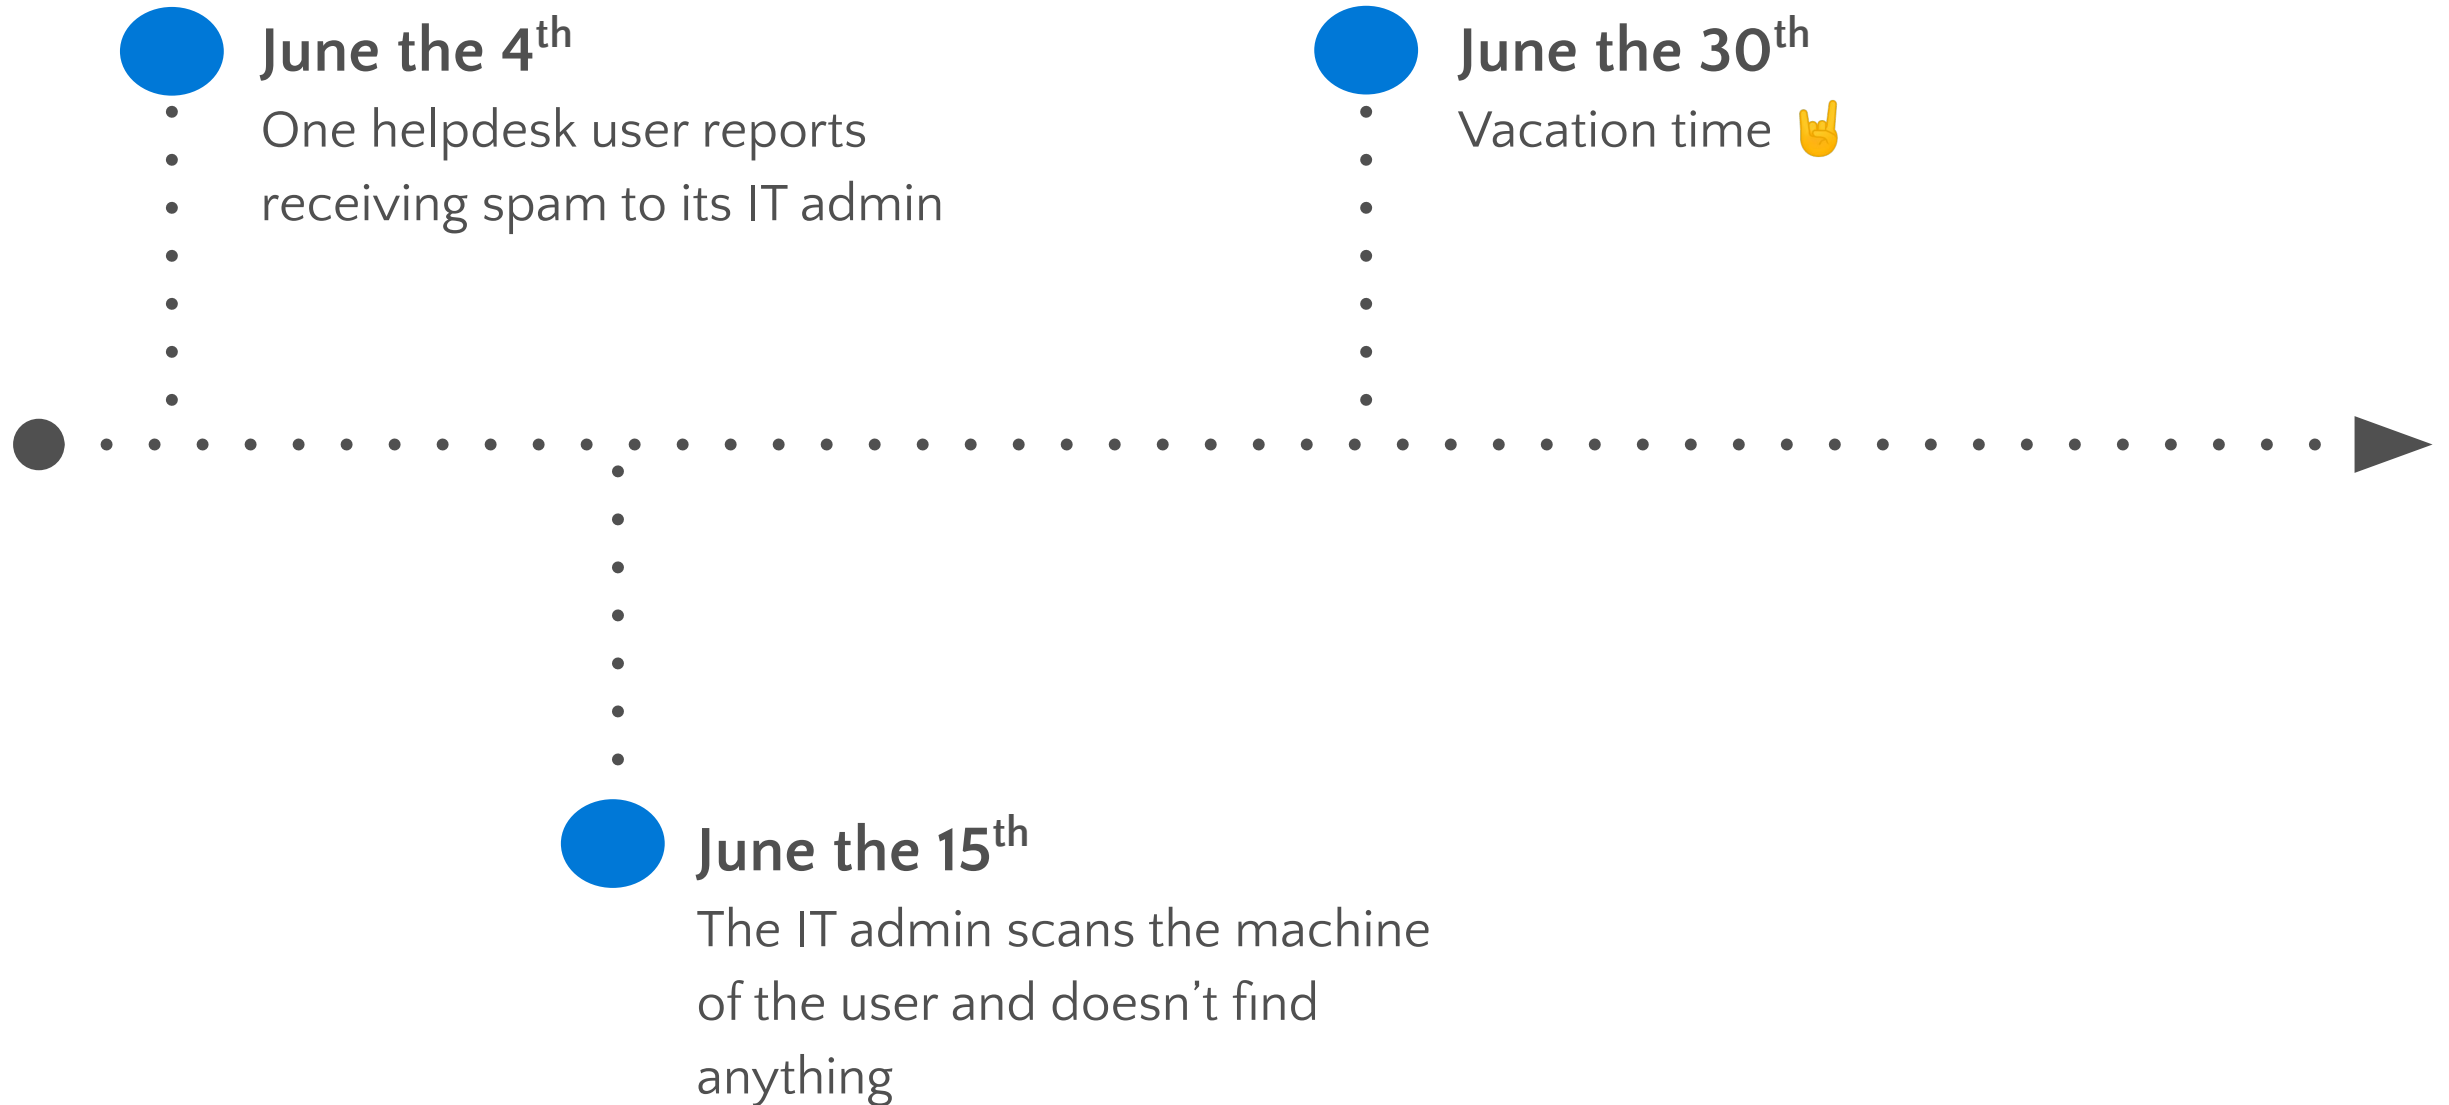 June the 4th
One helpdesk user reports
receiving spam to its IT admin
June the 30th
Vacation time 🤘
June the 15th
The IT admin scans the machine
of the user and doesn’t find
anything